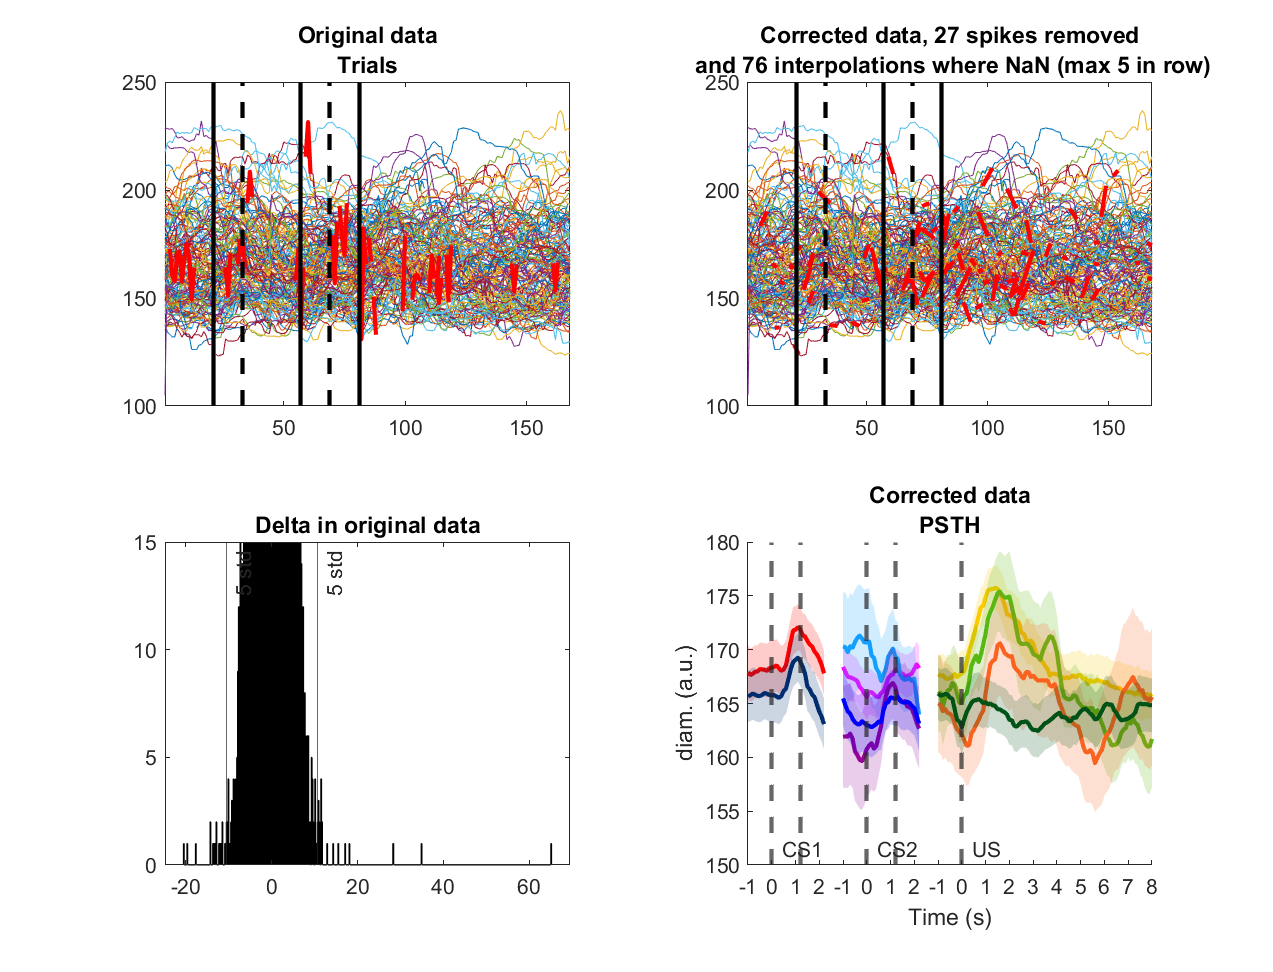 Original data
Trials
250
200
150
100
50
100
150
Corrected data, 27 spikes removed
and 76 interpolations where NaN (max 5 in row)
250
200
150
100
50
100
150
Delta in original data
15
10
5
0
5 std
5 std
-20
0
20
40
60
Corrected data
PSTH
diam. (a.u.)
180
175
170
165
160
155
150
CS1
CS2
US
-1 0 1 2 -1 0 1 2 -1 0 1 2 3 4 5 6 7 8
Time (s)